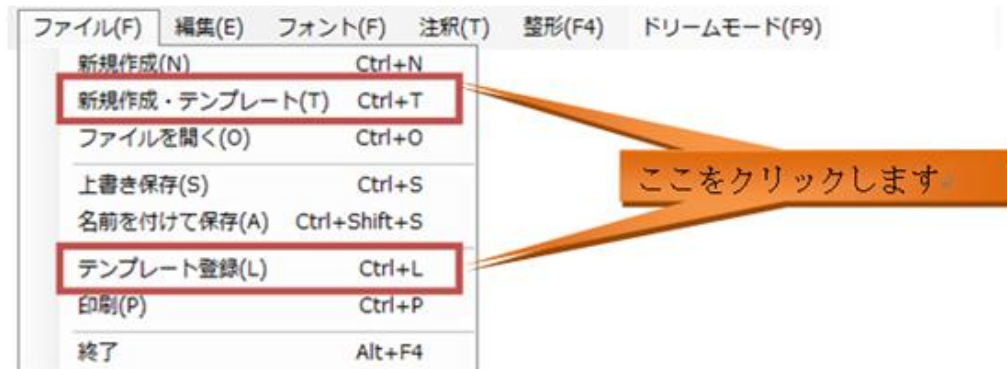 ファイル(F) 編集(E) フォント(F) 注釈(T) 整形(F4) ドリームモード(F9)
新規作成(N) Ctrl+N
新規作成・テンプレート(T) Ctrl+T
ファイルを開く(O) Ctrl+O
上書き保存(S) Ctrl+S
名前を付けて保存(A) Ctrl+Shift+S
テンプレート登録(L) Ctrl+L
印刷(P) Ctrl+P
終了 Alt+F4
ここをクリックします